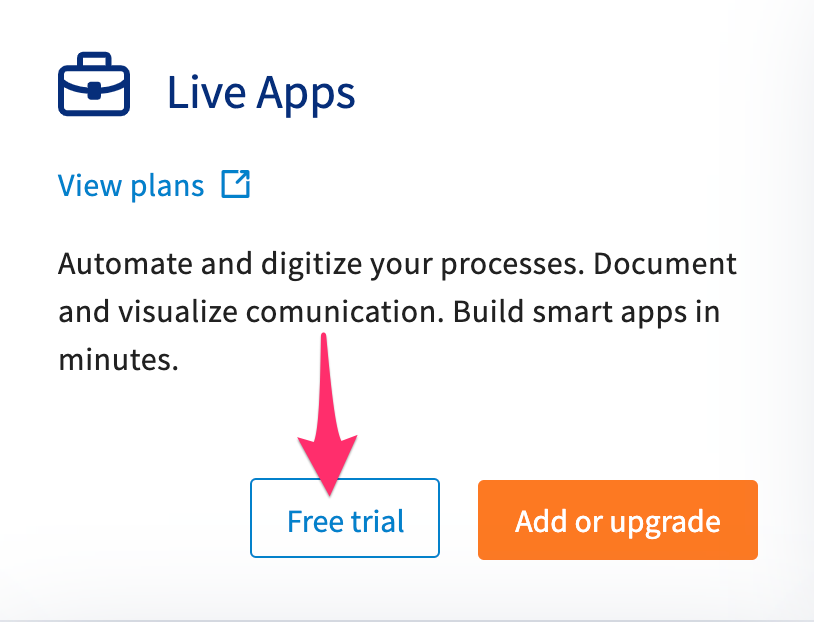 Live Apps
View plans
Automate and digitize your processes. Document
and visualize comunication. Build smart apps in
minutes.
Free trial
Add or upgrade